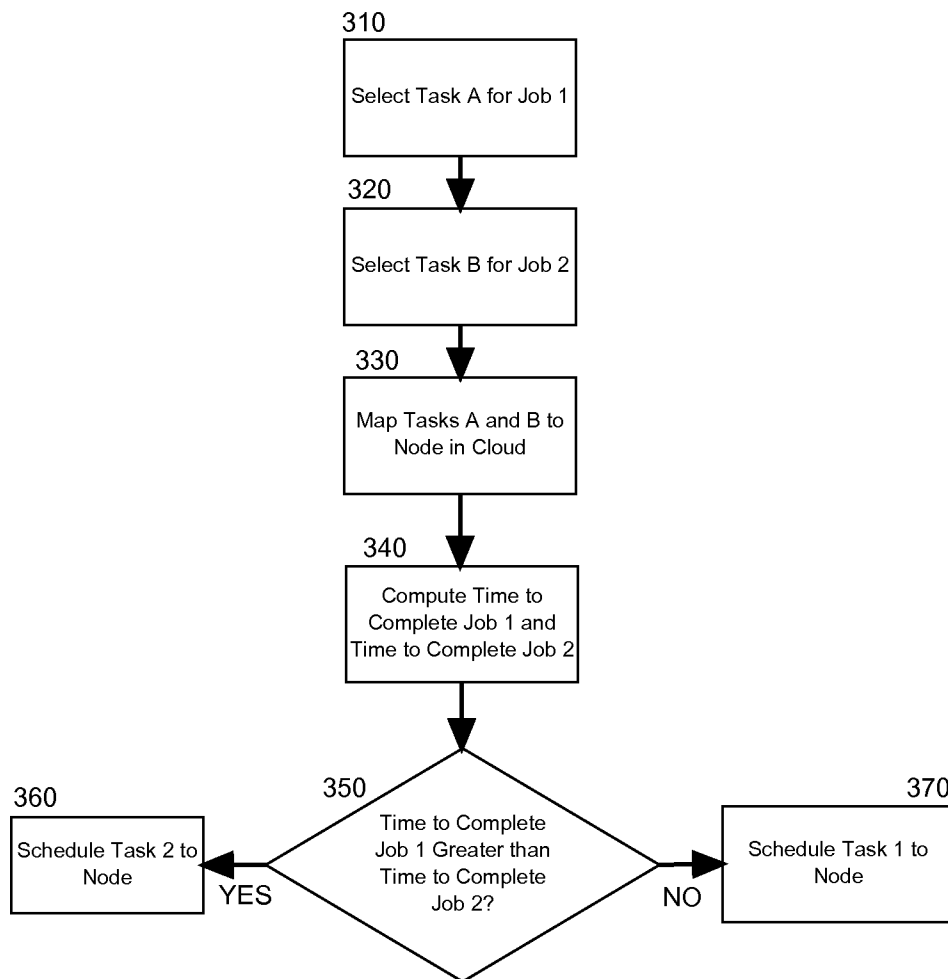 310
Select Task A for Job 1
320
Select Task B for Job 2
330
Map Tasks A and B to
Node in Cloud
340
Compute Time to
Complete Job 1 and
Time to Complete Job 2
350
Time to Complete
Job 1 Greater than
Time to Complete
Job 2?
360
Schedule Task 2 to
Node
YES
370
Schedule Task 1 to
Node
NO